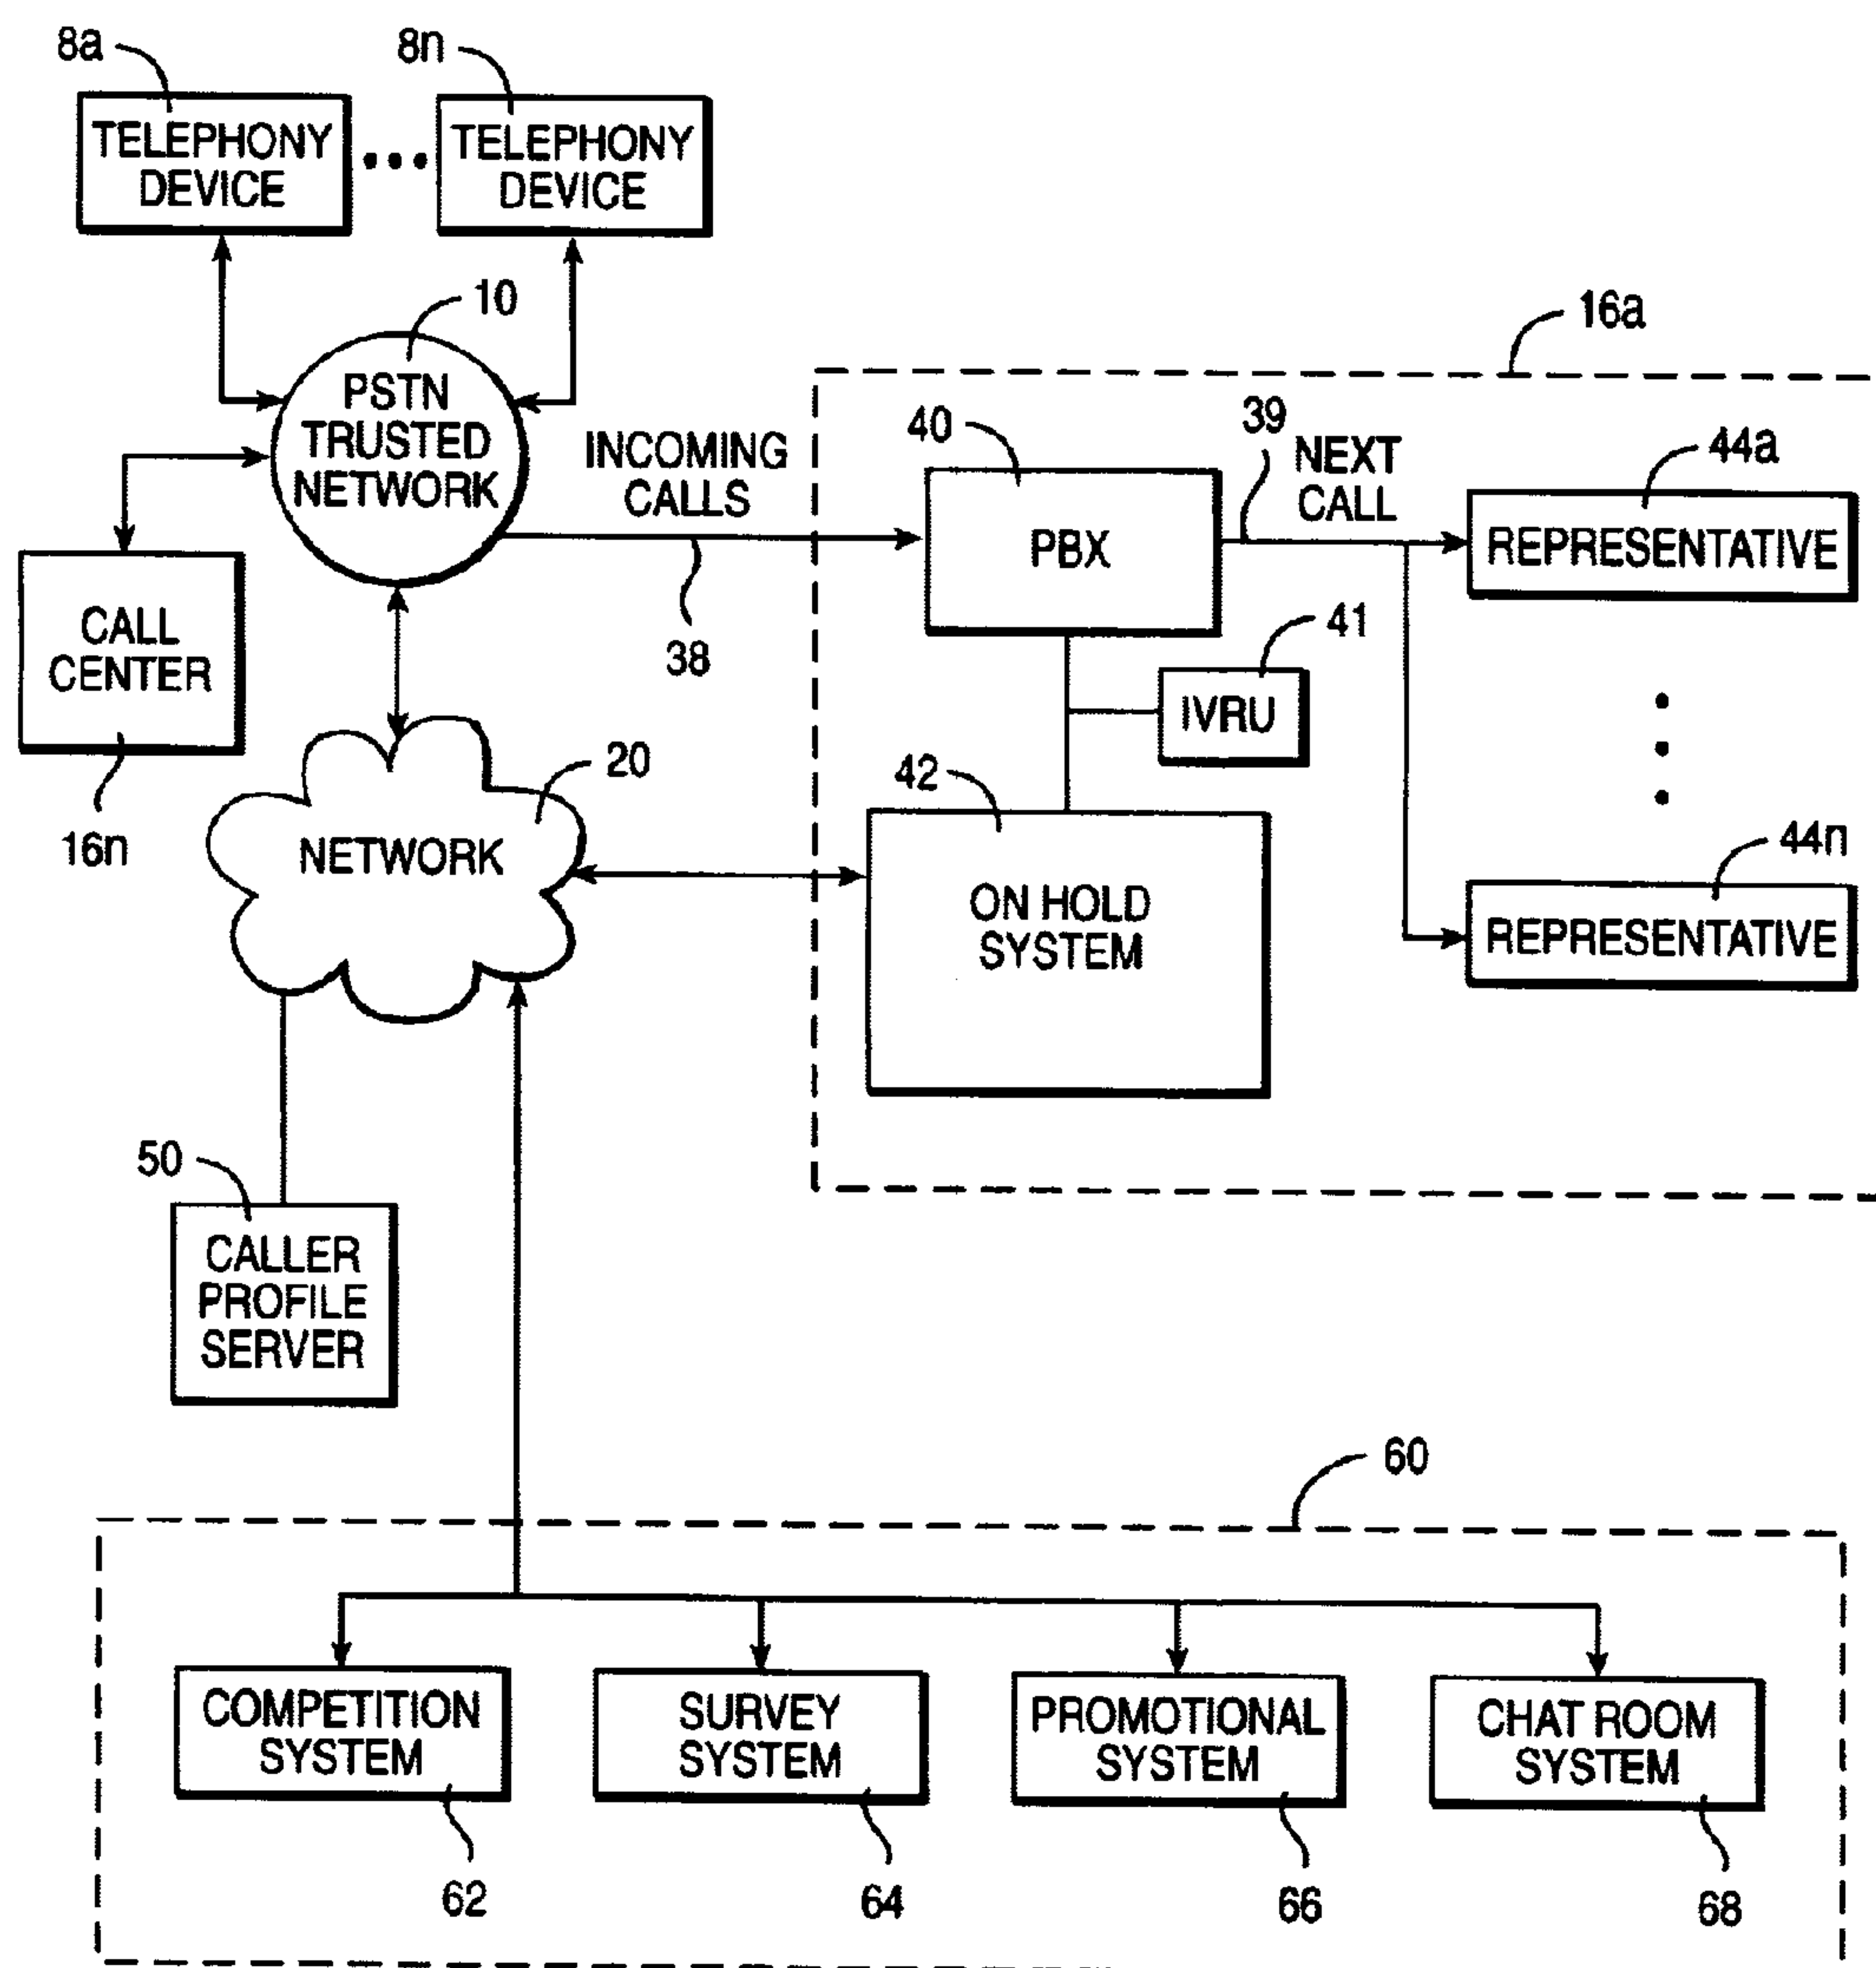 8a
8n
TELEPHONY
DEVICE
TELEPHONY
DEVICE
10
PSTN
TRUSTED
NETWORK
INCOMING
CALLS
38
16a
40
PBX
39
NEXT
CALL
44a
REPRESENTATIVE
CALL
CENTER
16n
41
IVRU
20
NETWORK
42
ON HOLD
SYSTEM
44n
REPRESENTATIVE
50
CALLER
PROFILE
SERVER
60
COMPETITION
SYSTEM
SURVEY
SYSTEM
PROMOTIONAL
SYSTEM
CHAT ROOM
SYSTEM
62
64
66
68